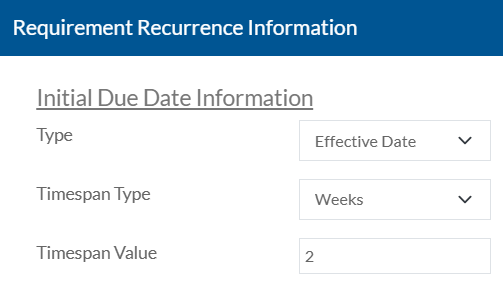 Requirement Recurrence Information
Initial Due Date Information
Type
Effective Date
Timespan Type
Weeks
Timespan Value
2